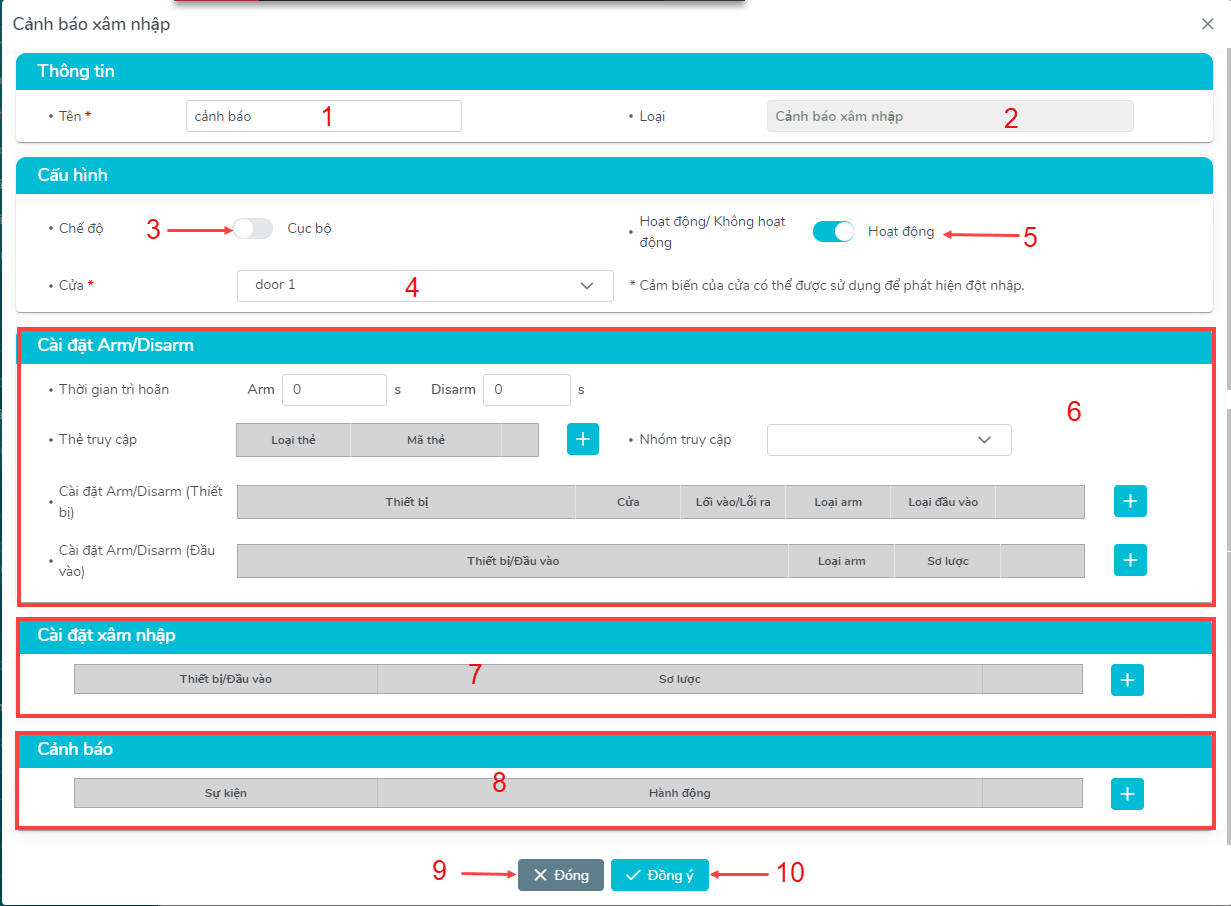 Cảnh báo xâm nhập
Thông tin
• Tên * cảnh báo 1 • Loại Cảnh báo xâm nhập 2
Cấu hình
• Chế độ 3 Cục bộ • Hoạt động/ Không hoạt
động Hoạt động 5
• Cửa * door 1 4 * Cảm biến của cửa có thể được sử dụng để phát hiện đột nhập.
Cài đặt Arm/Disarm
• Thời gian trì hoãn Arm 0 s Disarm 0 s
6
• Thẻ truy cập Loại thẻ Mã thẻ + • Nhóm truy cập
• Cài đặt Arm/Disarm (Thiết
bị) Thiết bị Cửa Lối vào/Lỗi ra Loại arm Loại đầu vào +
• Cài đặt Arm/Disarm (Đầu
vào) Thiết bị/Đầu vào Loại arm Sơ lược +
Cài đặt xâm nhập
Thiết bị/Đầu vào 7 Sơ lược +
Cảnh báo
Sự kiện 8 Hành động +
9 Đóng Đồng ý 10